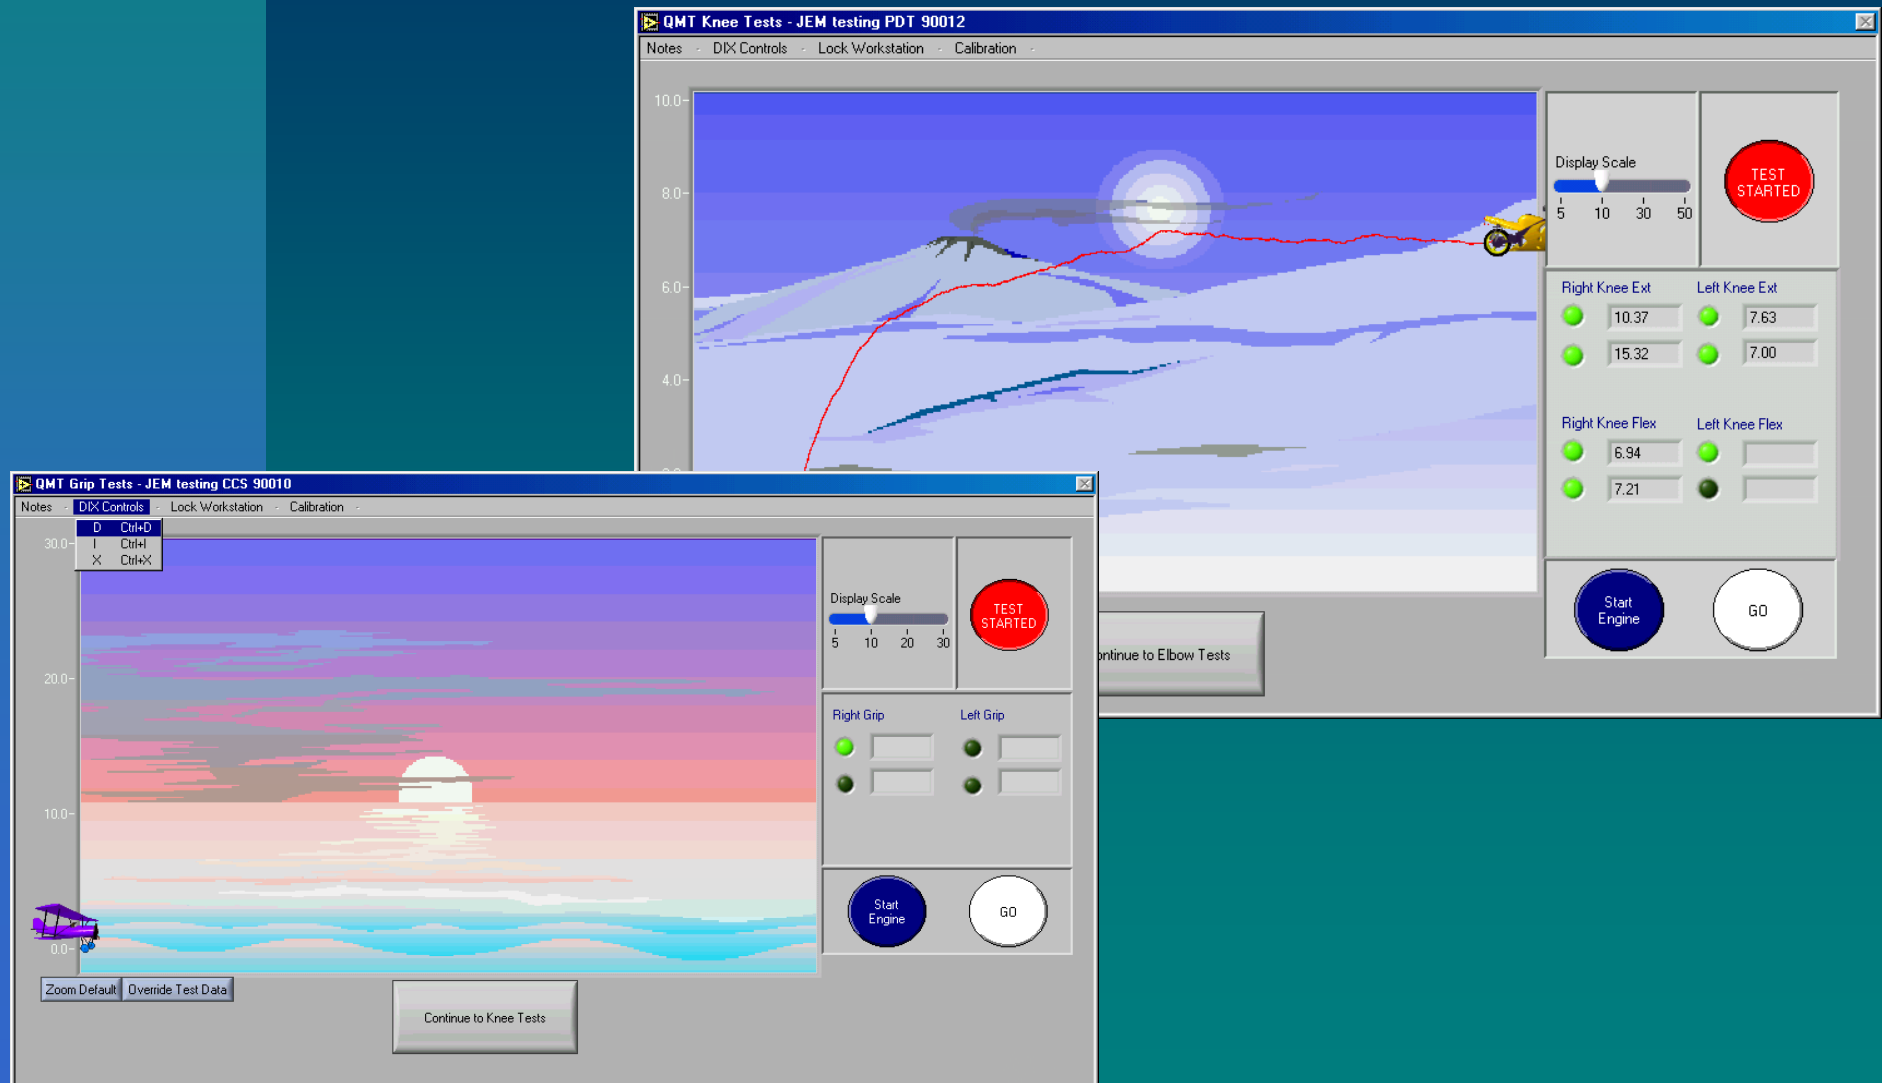 QMT Knee Tests - JEM testing PDT 90012
Notes - DIX Controls - Lock Workstation - Calibration -
10.0-
8.0-
6.0-
4.0-
Display Scale
5 10 30 50
TEST
STARTED
Right Knee Ext Left Knee Ext
10.37 7.63
15.32 7.00
Right Knee Flex Left Knee Flex
6.94
7.21
Start
Engine
GO
ontinue to Elbow Tests
QMT Grip Tests - JEM testing CCS 90010
Notes - DIX Controls - Lock Workstation - Calibration -
D Ctrl+D
I Ctrl+I
X Ctrl+X
30.0-
20.0-
10.0-
0.0-
Display Scale
5 10 20 30
TEST
STARTED
Right Grip Left Grip
Start
Engine
GO
Zoom Default Override Test Data
Continue to Knee Tests